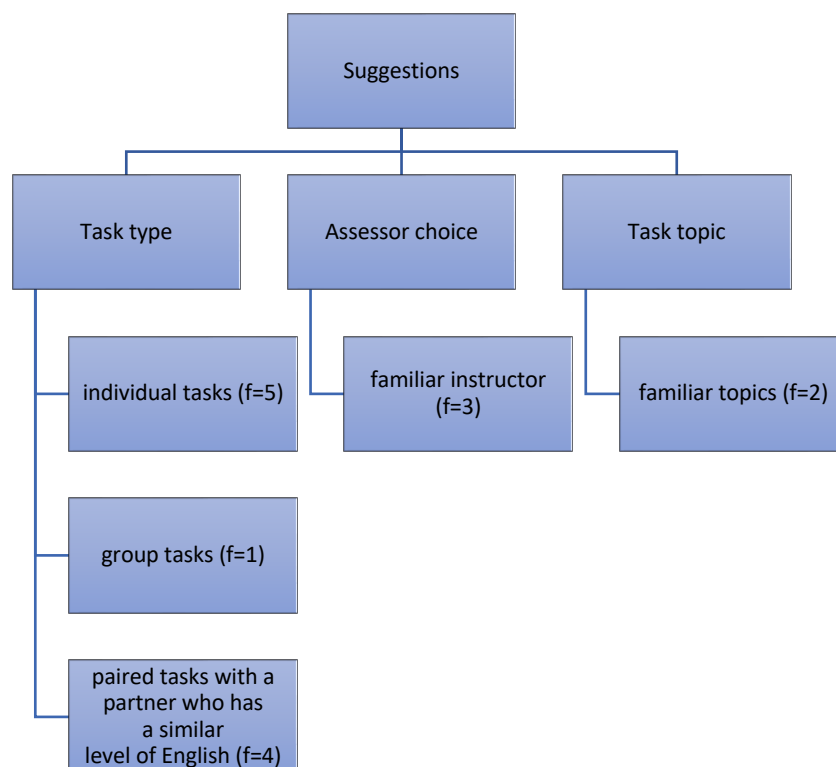 Suggestions
Task type
Assessor choice
Task topic
individual tasks (f=5)
familiar instructor
(f=3)
familiar topics (f=2)
group tasks (f=1)
paired tasks with a
partner who has
a similar
level of English (f=4)